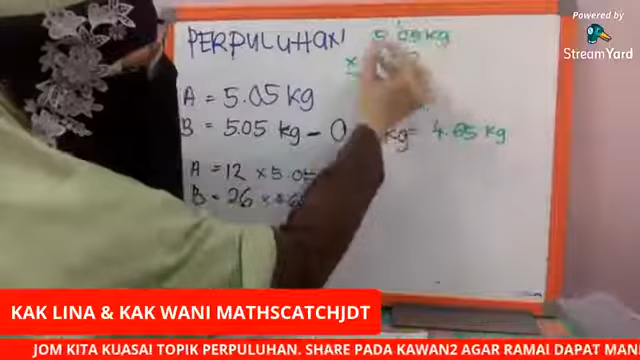 PERPULUHAN
5.05 kg
x
A = 5.05 kg
B = 5.05 kg - 0 kg = 4.65 kg
A = 12 x 5.05
B = 26 x
Powered by
StreamYard
KAK LINA & KAK WANI MATHSCATCHJDT
JOM KITA KUASAI TOPIK PERPULUHAN. SHARE PADA KAWAN2 AGAR RAMAI DAPAT MAN